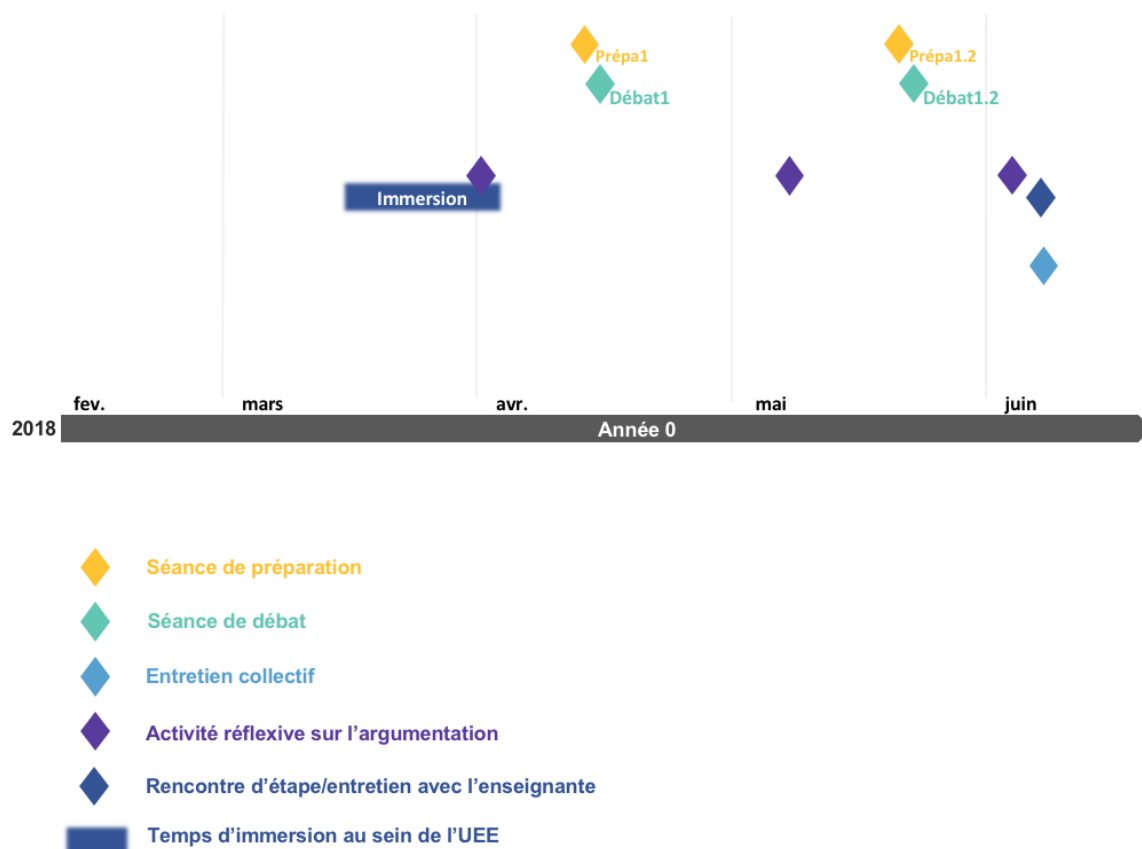 Prépa1
Prépa1.2
Débat1
Débat1.2
Immersion
fev.
mars
avr.
mai
juin
2018
Année 0
Séance de préparation
Séance de débat
Entretien collectif
Activité réflexive sur l’argumentation
Rencontre d’étape/entretien avec l’enseignante
Temps d’immersion au sein de l’UEE